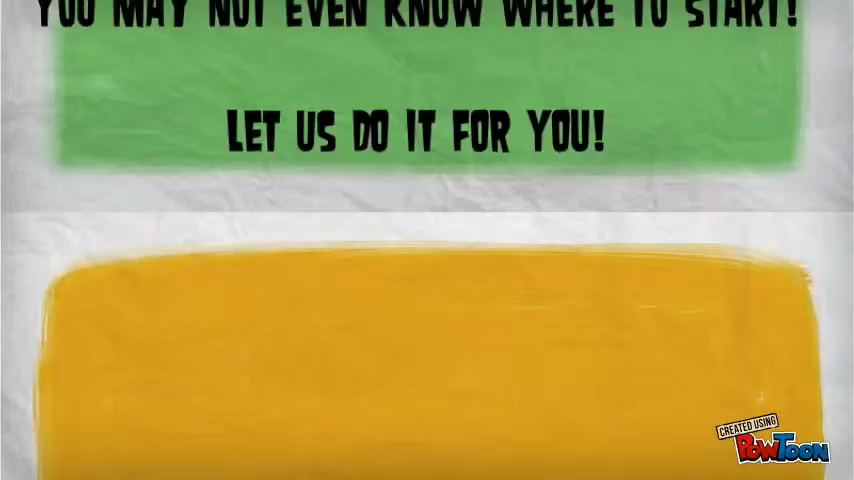 YOU MAY NOT EVEN KNOW WHERE TO START!
LET US DO IT FOR YOU!
CREATED USING
POWTOON